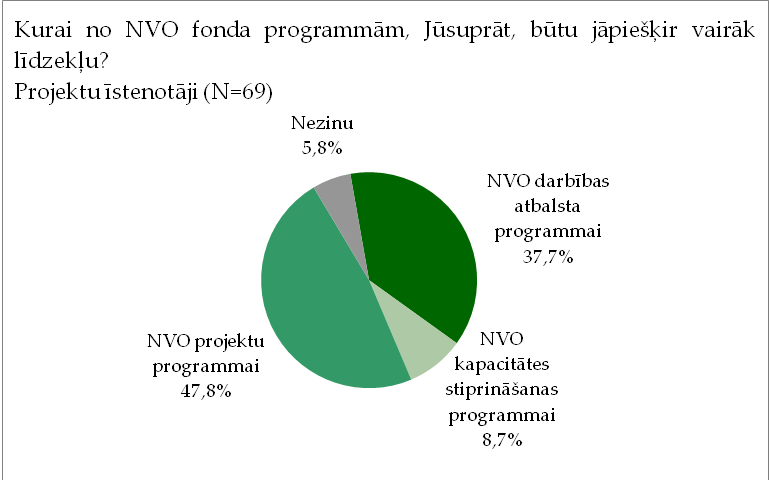 Kurai no NVO fonda programmām, Jūsuprāt, būtu jāpiešķir vairāk
līdzekļu?
Projektu īstenotāji (N=69)
Nezinu
5,8%
NVO darbības
atbalsta
programmai
37,7%
NVO
kapacitātes
stiprināšanas
programmai
8,7%
NVO projektu
programmai
47,8%